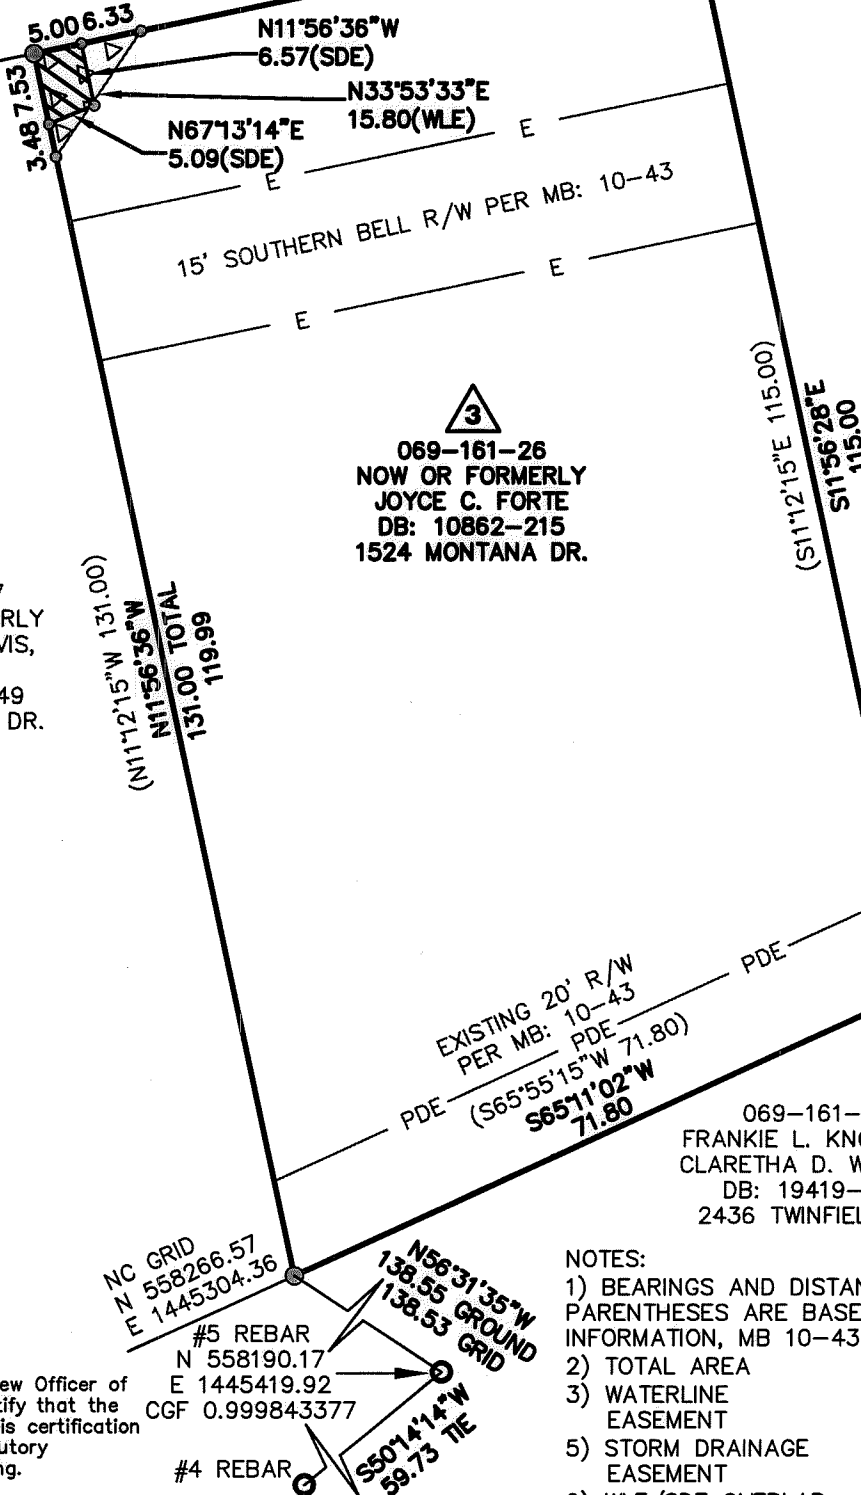 5.00 6.33
N11°56'36"W
6.57(SDE)
N33°53'33"E
15.80(WLE)
7.53
3.48
N67°13'14"E
5.09(SDE)
E
E
15' SOUTHERN BELL R/W PER MB: 10-43
E
E
3
069-161-26
NOW OR FORMERLY
JOYCE C. FORTE
DB: 10862-215
1524 MONTANA DR.
(S11°12'15"E 115.00)
S11°56'28"E
115.00
(N11°12'15"W 131.00)
N11°56'36"W
131.00 TOTAL
119.99
RLY
VIS,
49
DR.
EXISTING 20' R/W
PER MB: 10-43
PDE
PDE
PDE
(S65°55'15"W 71.80)
S65°11'02"W
71.80
069-161-
FRANKIE L. KN
CLARETHA D. W
DB: 19419-
2436 TWINFIEL
NC GRID
N 558266.57
E 1445304.36
N56°31'35"W
138.55 GROUND
138.53 GRID
#5 REBAR
N 558190.17
E 1445419.92
CGF 0.999843377
S50°14'14"W
59.73 TIE
#4 REBAR
ew Officer of
tify that the
is certification
utory
ng.
NOTES:
1) BEARINGS AND DISTAN
PARENTHESES ARE BASE
INFORMATION, MB 10-43
2) TOTAL AREA
3) WATERLINE
EASEMENT
5) STORM DRAINAGE
EASEMENT